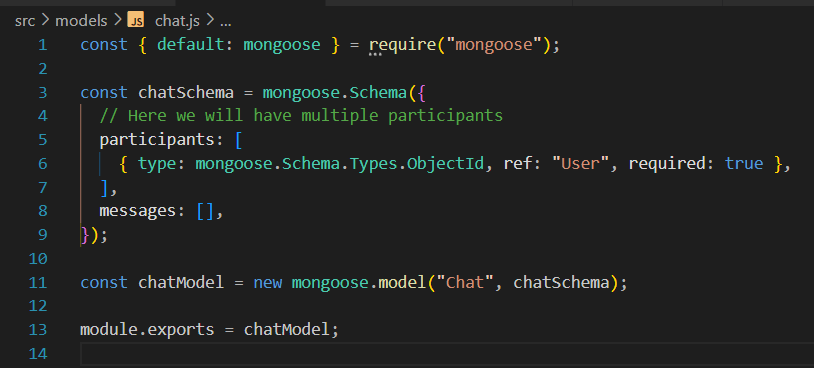 src > models > JS chat.js > ...
1 const { default: mongoose } = require("mongoose");
2
3 const chatSchema = mongoose.Schema({
4   // Here we will have multiple participants
5   participants: [
6     { type: mongoose.Schema.Types.ObjectId, ref: "User", required: true },
7   ],
8   messages: [],
9 });
10
11 const chatModel = new mongoose.model("Chat", chatSchema);
12
13 module.exports = chatModel;
14